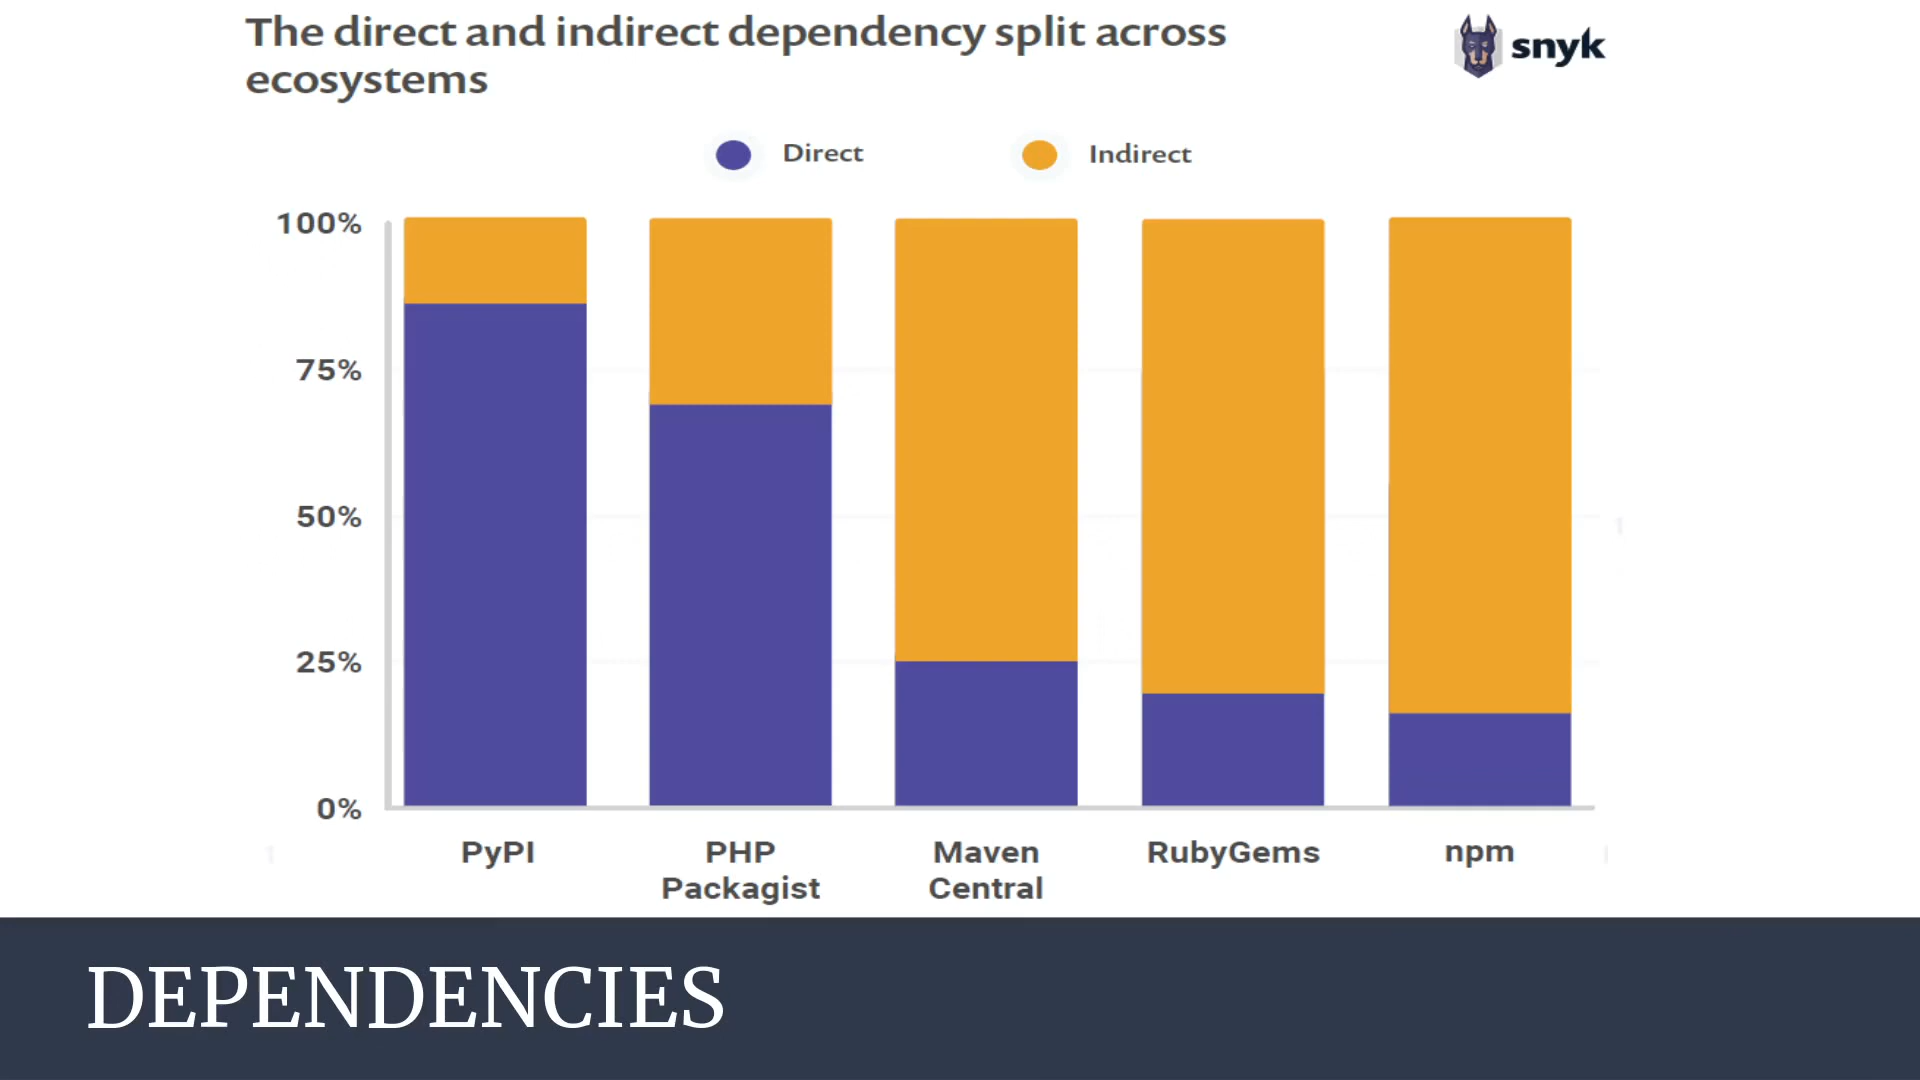 The direct and indirect dependency split across
ecosystems
snyk
Direct
Indirect
100%
75%
50%
25%
0%
PyPI
PHP
Packagist
Maven
Central
RubyGems
npm
DEPENDENCIES